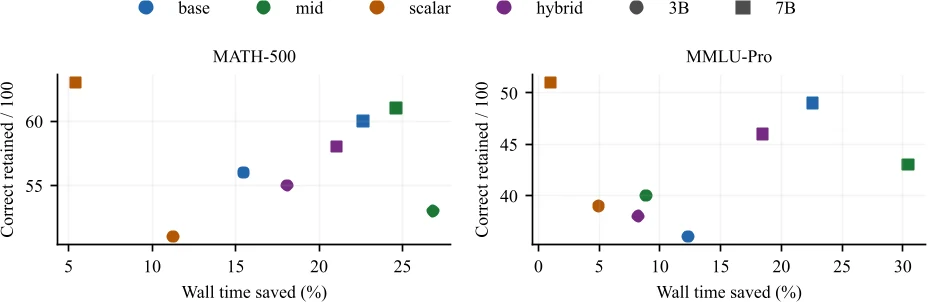 base mid scalar hybrid 3B 7B
MATH-500 MMLU-Pro
Correct retained / 100
60
55
5 10 15 20 25
Wall time saved (%)
Correct retained / 100
50
45
40
0 5 10 15 20 25 30
Wall time saved (%)